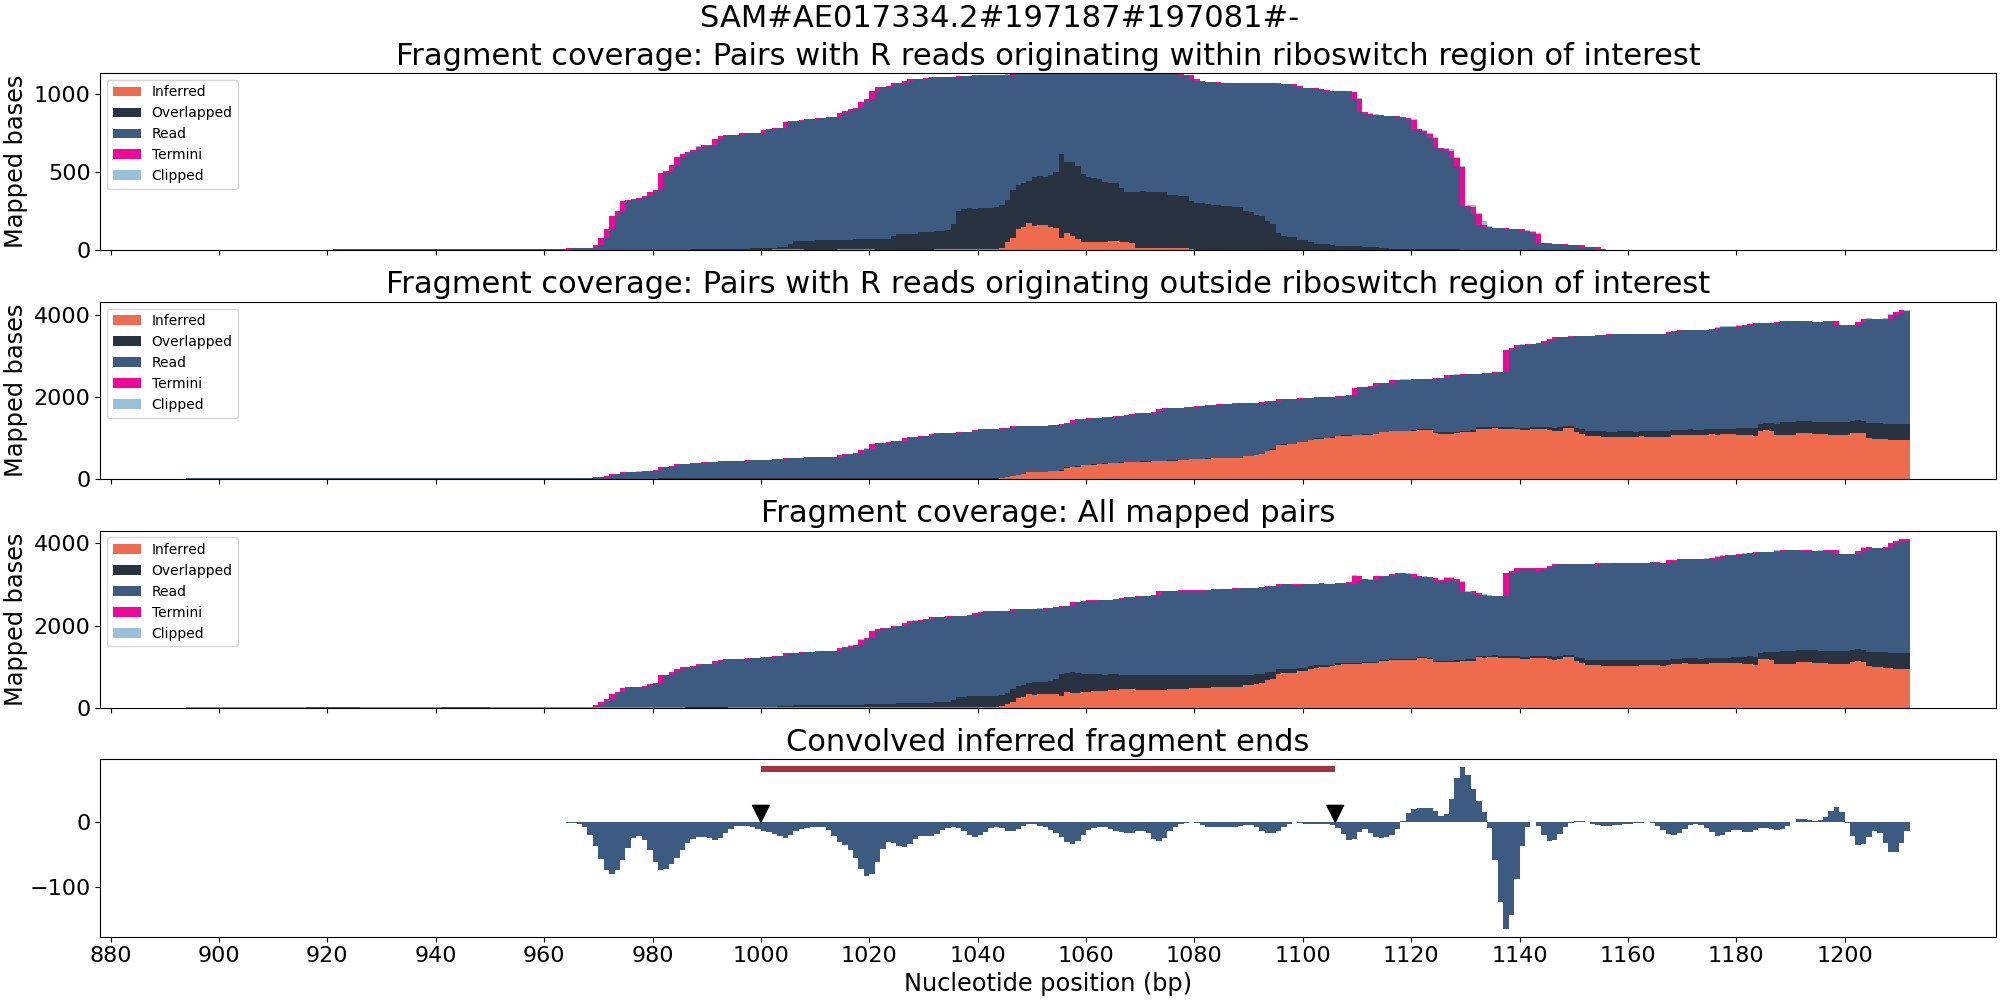 SAM#AE017334.2#197187#197081#-
Fragment coverage: Pairs with R reads originating within riboswitch region of interest
Mapped bases
1000
500
0
Inferred
Overlapped
Read
Termini
Clipped
Fragment coverage: Pairs with R reads originating outside riboswitch region of interest
Mapped bases
4000
2000
0
Inferred
Overlapped
Read
Termini
Clipped
Fragment coverage: All mapped pairs
Mapped bases
4000
2000
0
Inferred
Overlapped
Read
Termini
Clipped
Convolved inferred fragment ends
0
−100
880 900 920 940 960 980 1000 1020 1040 1060 1080 1100 1120 1140 1160 1180 1200
Nucleotide position (bp)